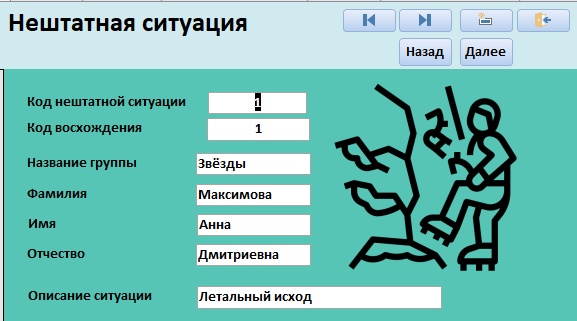 Нештатная ситуация
Назад Далее
Код нештатной ситуации 1
Код восхождения 1
Название группы Звёзды
Фамилия Максимова
Имя Анна
Отчество Дмитриевна
Описание ситуации Летальный исход